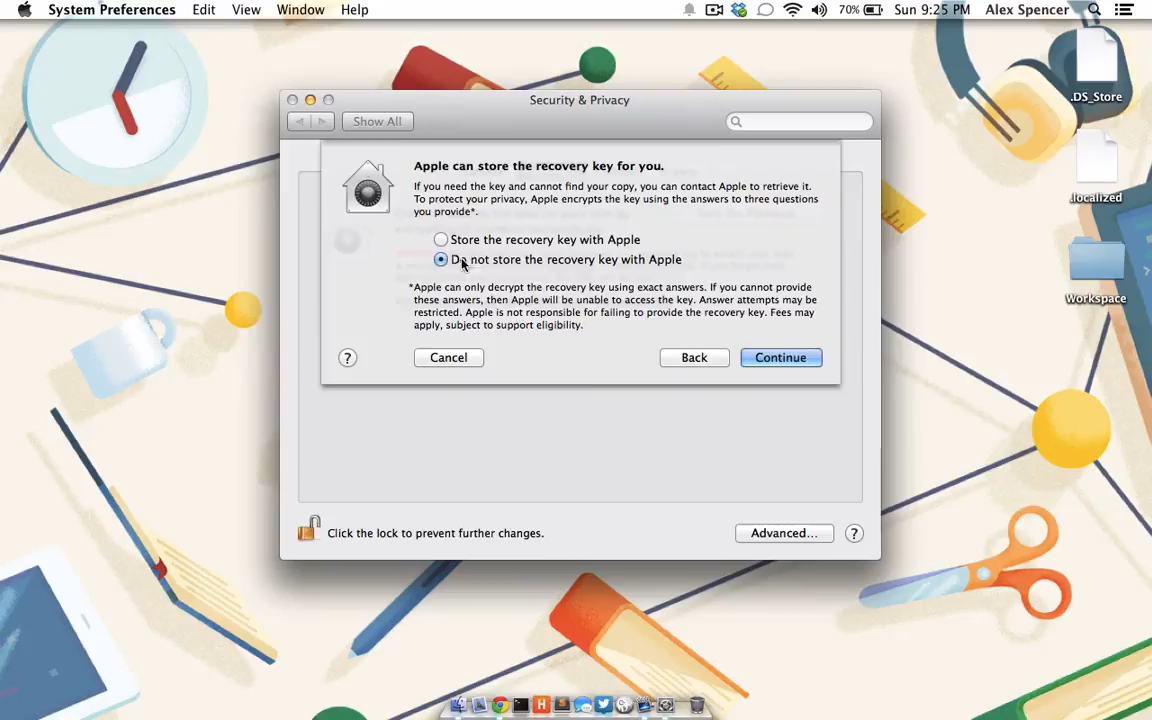 System Preferences Edit View Window Help 70% Sun 9:25 PM Alex Spencer
Security & Privacy
Show All
Apple can store the recovery key for you.
If you need the key and cannot find your copy, you can contact Apple to retrieve it.
To protect your privacy, Apple encrypts the key using the answers to three questions
you provide*.
Store the recovery key with Apple
Do not store the recovery key with Apple
*Apple can only decrypt the recovery key using exact answers. If you cannot provide
these answers, then Apple will be unable to access the key. Answer attempts may be
restricted. Apple is not responsible for failing to provide the recovery key. Fees may
apply, subject to support eligibility.
? Cancel Back Continue
Click the lock to prevent further changes. Advanced... ?
.DS_Store
.localized
Workspace